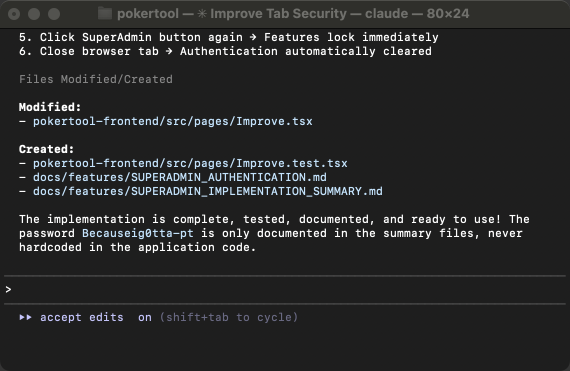 pokertool — ✳ Improve Tab Security — claude — 80×24
5. Click SuperAdmin button again → Features lock immediately
6. Close browser tab → Authentication automatically cleared
Files Modified/Created
Modified:
- pokertool-frontend/src/pages/Improve.tsx
Created:
- pokertool-frontend/src/pages/Improve.test.tsx
- docs/features/SUPERADMIN_AUTHENTICATION.md
- docs/features/SUPERADMIN_IMPLEMENTATION_SUMMARY.md
The implementation is complete, tested, documented, and ready to use! The
password Becauseig0tta-pt is only documented in the summary files, never
hardcoded in the application code.
>
⏵⏵ accept edits on (shift+tab to cycle)